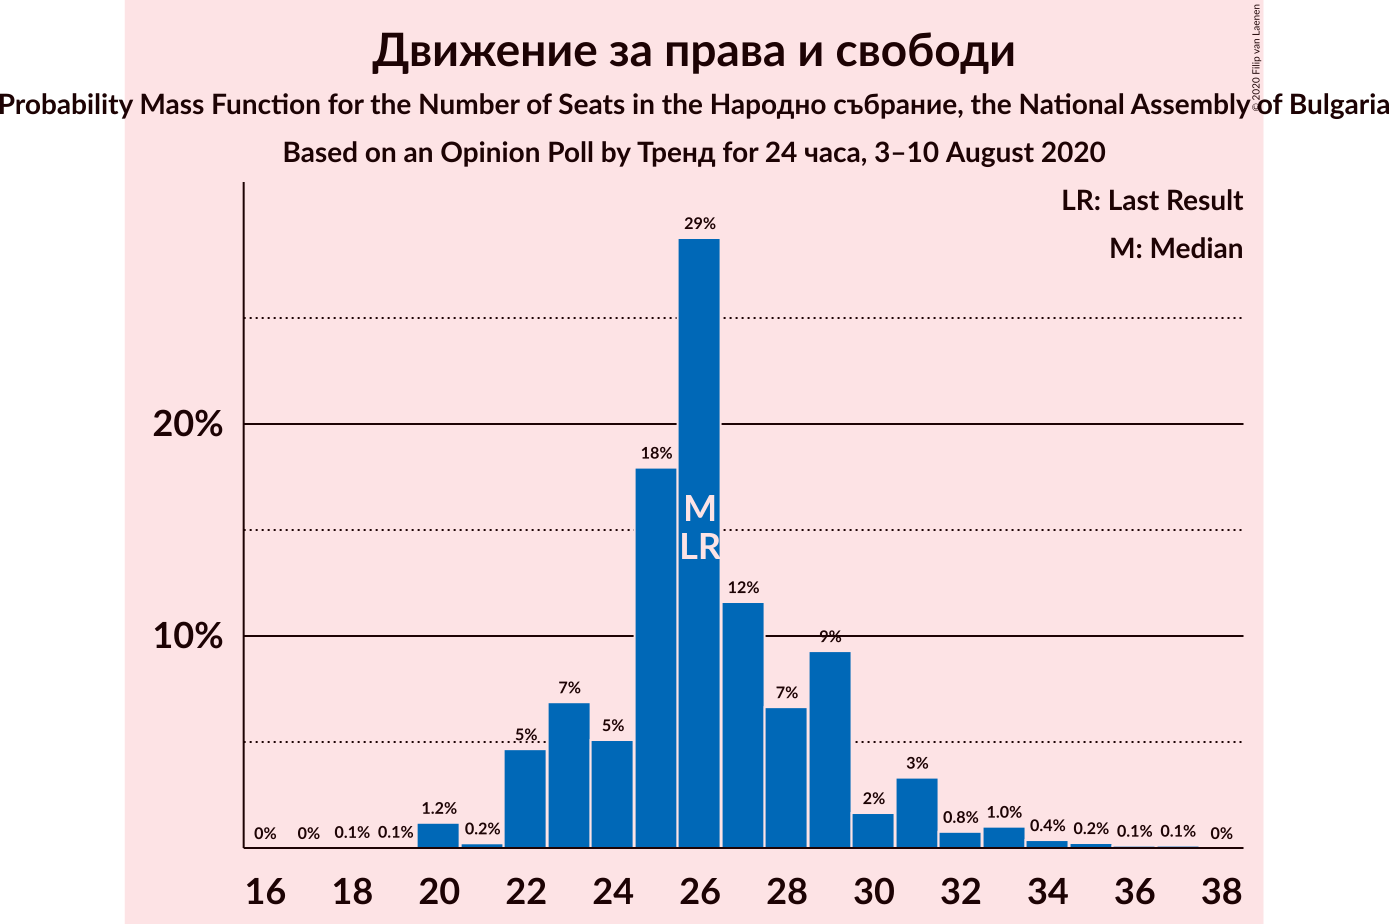 Движение за права и свободи
Probability Mass Function for the Number of Seats in the Народно събрание, the National Assembly of Bulgaria
Based on an Opinion Poll by Тренд for 24 часа, 3–10 August 2020
© 2020 Filip van Laenen
LR: Last Result
M: Median
20%
10%
0% 0% 0.1% 0.1% 1.2% 0.2% 5% 7% 5% 18% 29% 12% 7% 9% 2% 3% 0.8% 1.0% 0.4% 0.2% 0.1% 0.1% 0%
M
LR
16 18 20 22 24 26 28 30 32 34 36 38